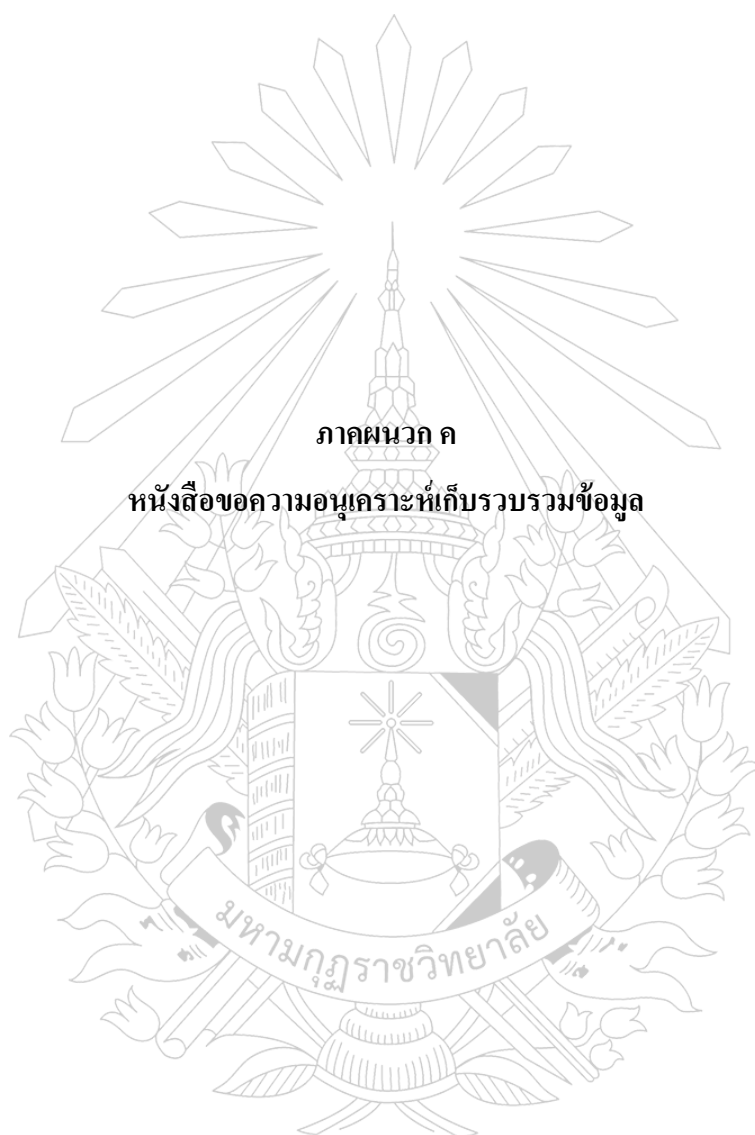 ภาคผนวก ค
หนังสือขอความอนุเคราะห์เก็บรวบรวมข้อมูล
มหามกุฏราชวิทยาลัย